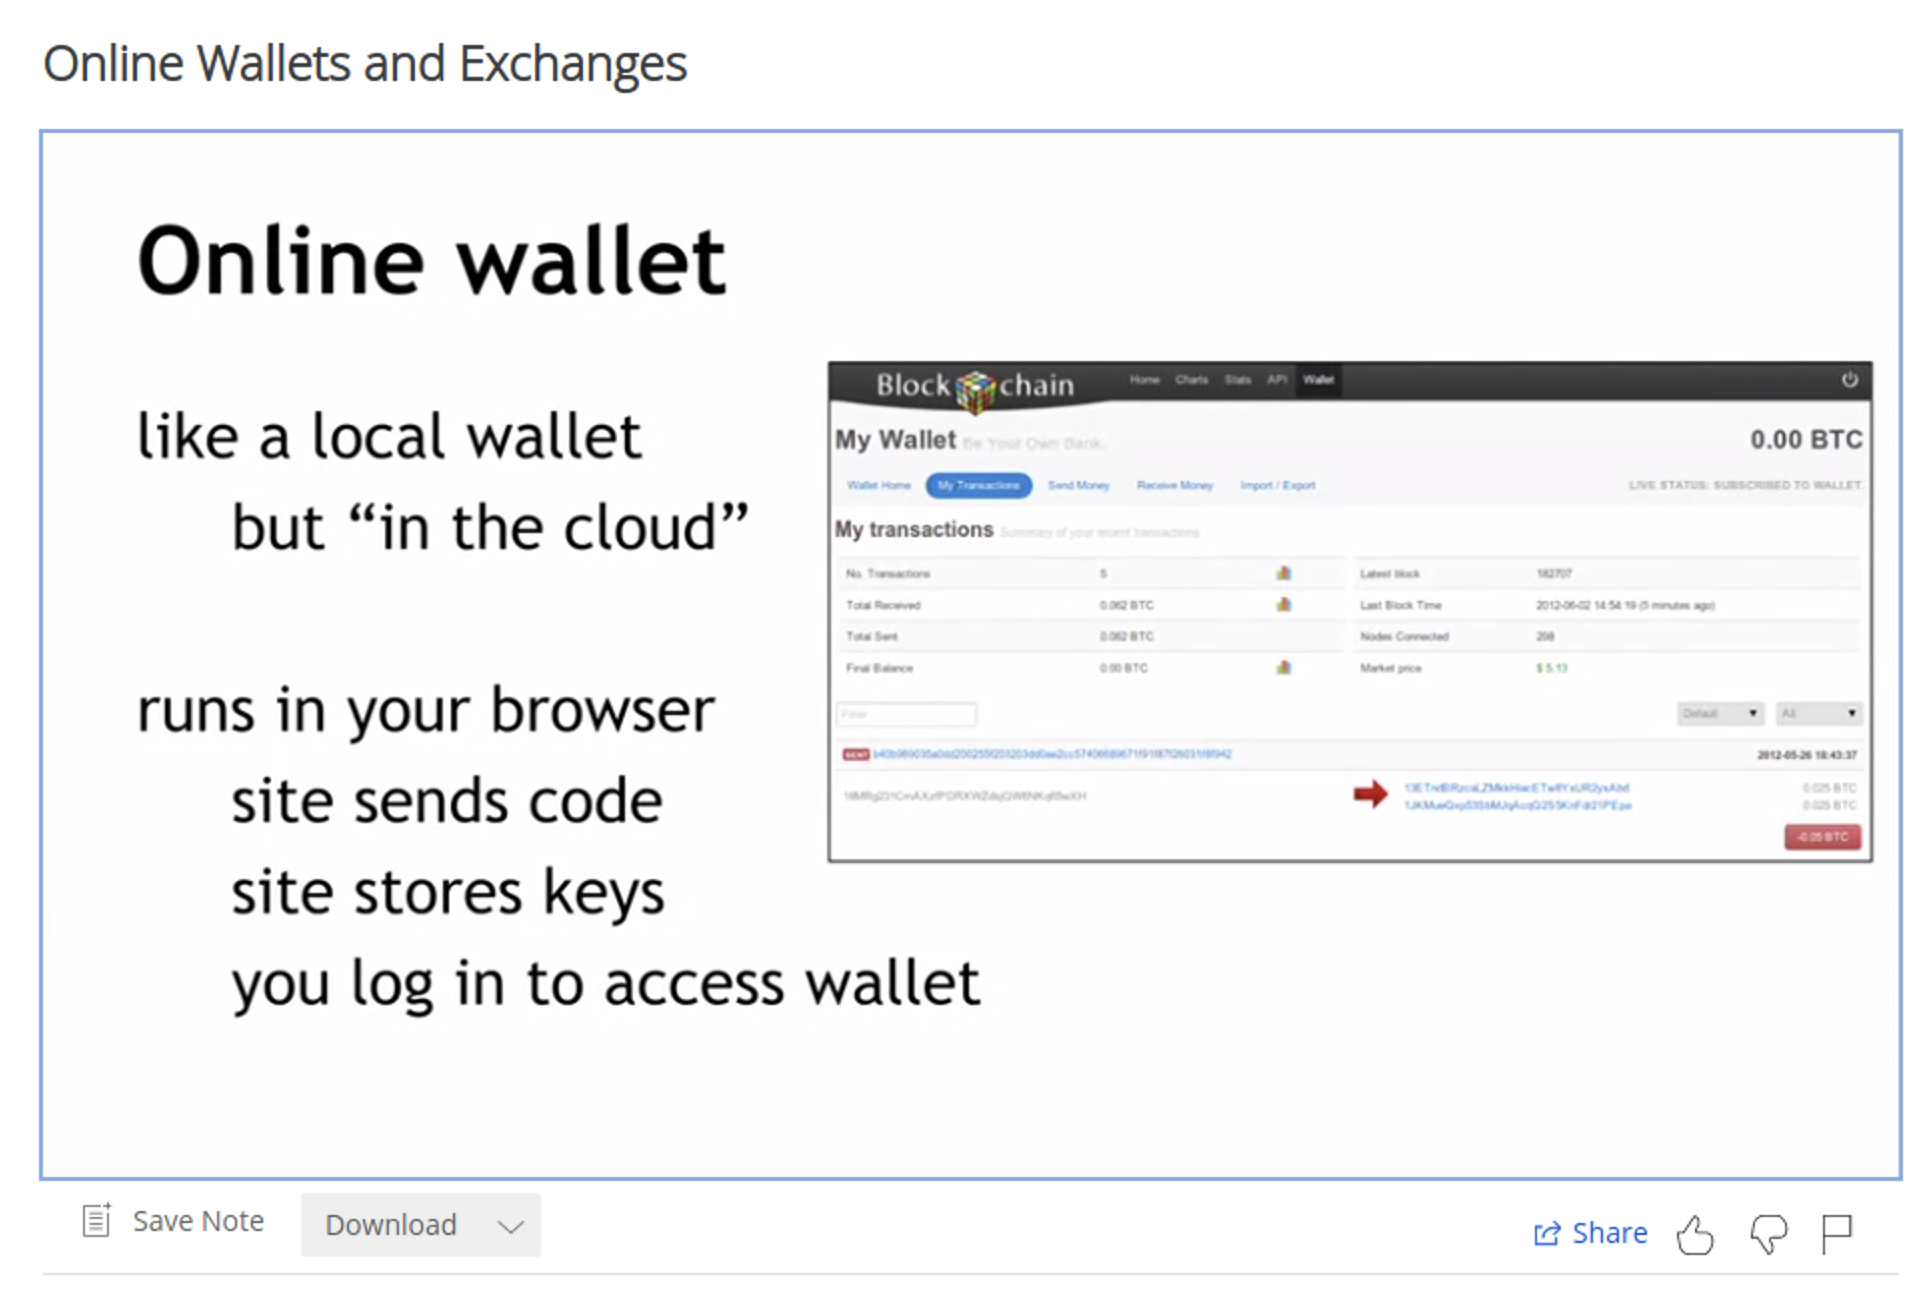 Online Wallets and Exchanges
Online wallet
like a local wallet
but “in the cloud”
runs in your browser
site sends code
site stores keys
you log in to access wallet
Block chain
Home Charts Stats API Wallet
My Wallet Be Your Own Bank.
0.00 BTC
Wallet Home My Transactions Send Money Receive Money Import / Export
LIVE STATUS: SUBSCRIBED TO WALLET
My transactions Summary of your recent transactions
No. Transactions 5 Latest block 182707
Total Received 0.062 BTC Last Block Time 2012-06-02 14:54:19 (5 minutes ago)
Total Sent 0.062 BTC Nodes Connected 298
Final Balance 0.00 BTC Market price $ 5.13
Filter Default All
SENT 2012-05-26 18:43:37
0.025 BTC
0.025 BTC
-0.05 BTC
Save Note Download Share